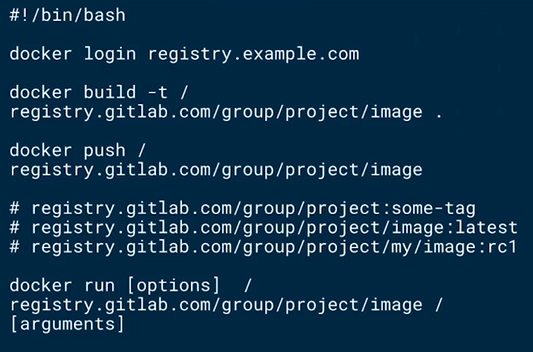 #!/bin/bash
docker login registry.example.com
docker build -t /
registry.gitlab.com/group/project/image .
docker push /
registry.gitlab.com/group/project/image
# registry.gitlab.com/group/project:some-tag
# registry.gitlab.com/group/project/image:latest
# registry.gitlab.com/group/project/my/image:rc1
docker run [options]  /
registry.gitlab.com/group/project/image /
[arguments]